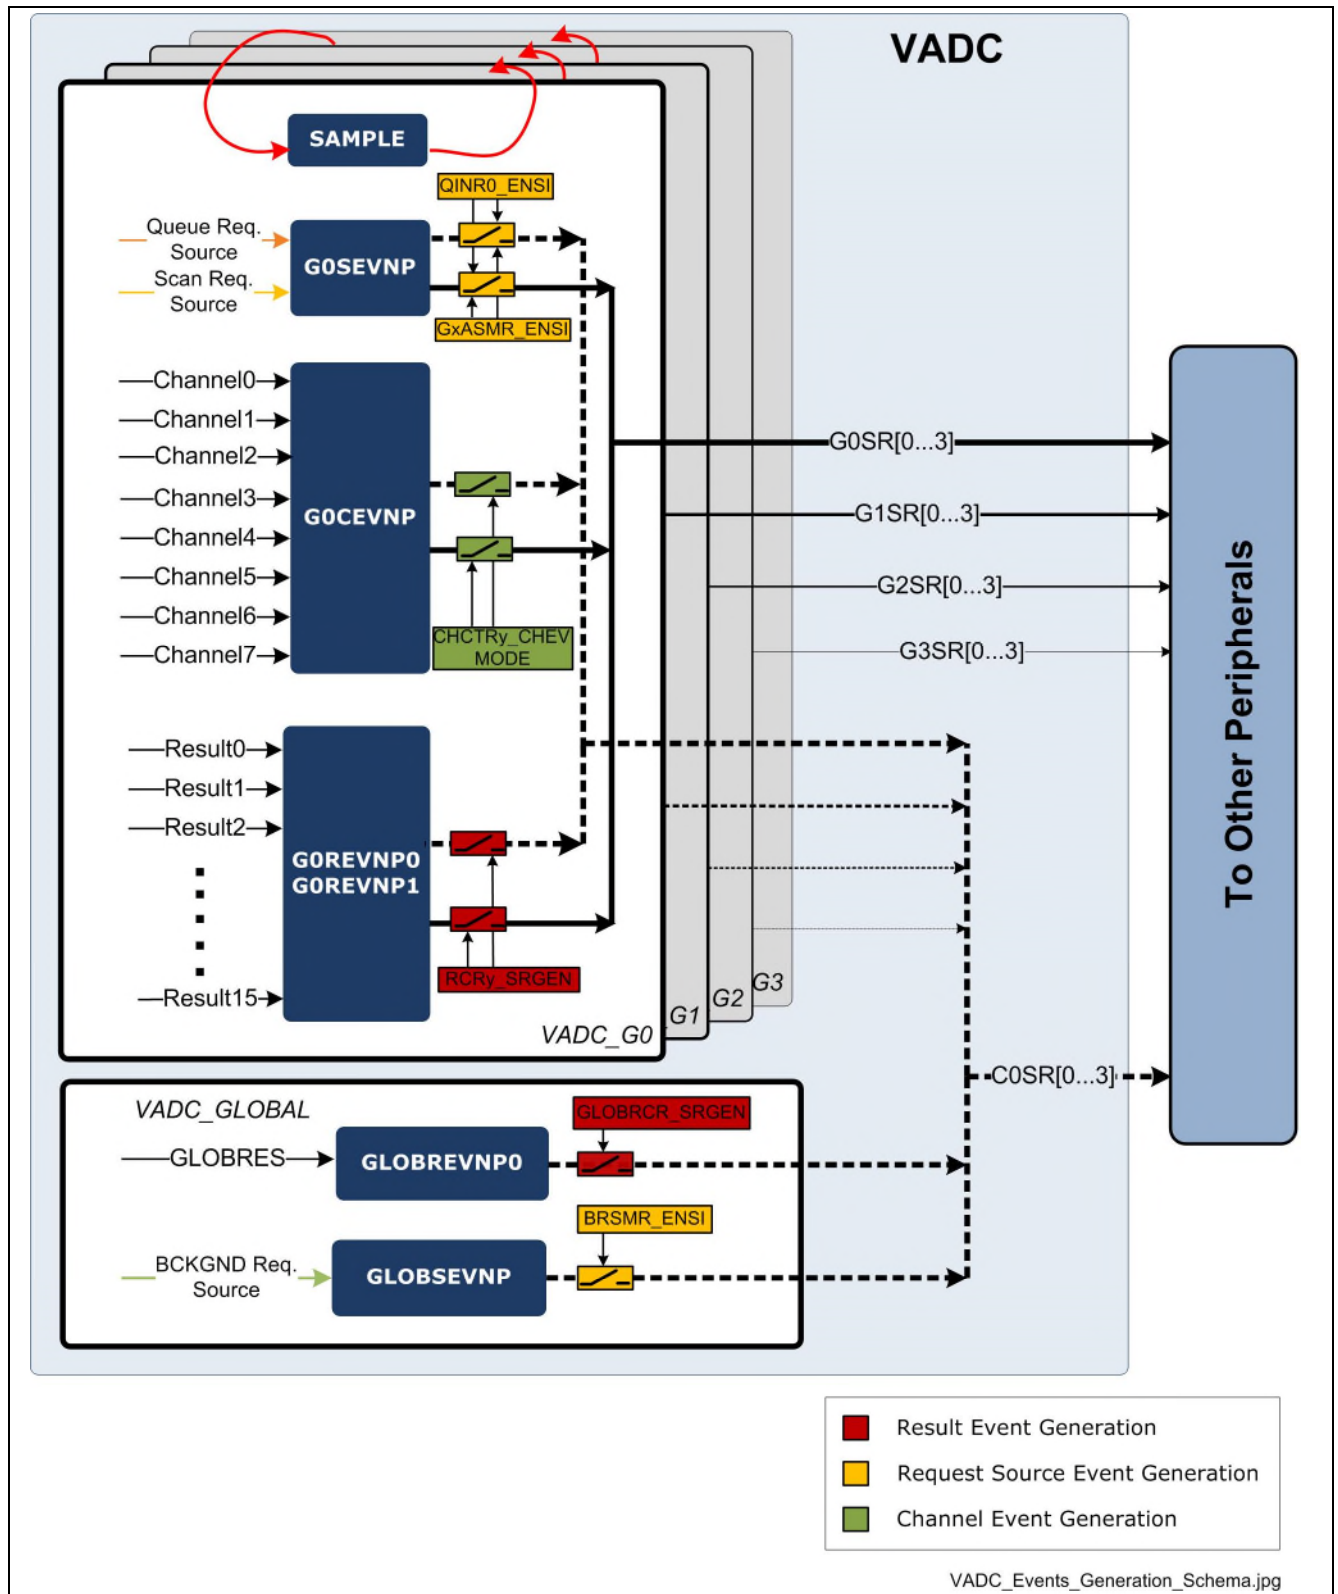 VADC
SAMPLE
QINR0_ENSI
Queue Req.
Source
Scan Req.
Source
G0SEVNP
GxASMR_ENSI
Channel0
Channel1
Channel2
Channel3
Channel4
Channel5
Channel6
Channel7
G0CEVNP
CHCTRy_CHEV
MODE
G0SR[0...3]
G1SR[0...3]
G2SR[0...3]
G3SR[0...3]
To Other Peripherals
Result0
Result1
Result2
Result15
G0REVNP0
G0REVNP1
RCRy_SRGEN
VADC_G0
G1
G2
G3
C0SR[0...3]
VADC_GLOBAL
GLOBRCR_SRGEN
GLOBRES
GLOBREVNP0
BRSMR_ENSI
BCKGND Req.
Source
GLOBSEVNP
Result Event Generation
Request Source Event Generation
Channel Event Generation
VADC_Events_Generation_Schema.jpg